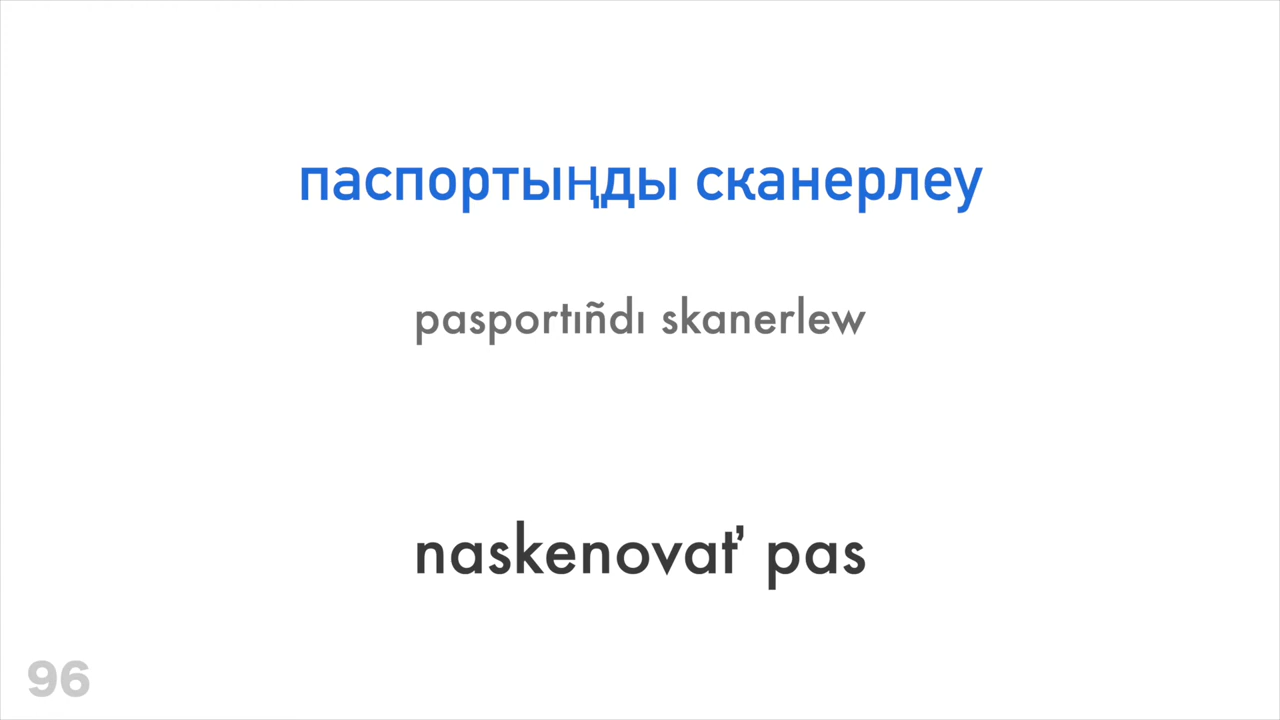 паспортыңды сканерлеу
pasportıñdı skanerlew
naskenovať pas
96